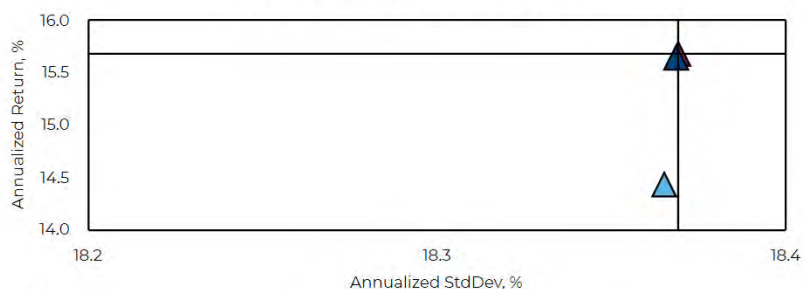 Annualized Return, %
16.0
15.5
15.0
14.5
14.0
18.2 18.3 18.4
Annualized StdDev, %